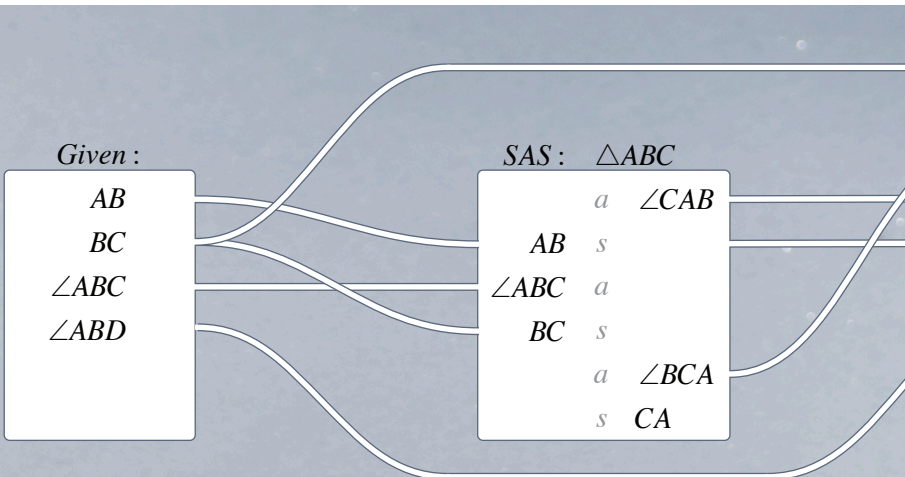 Given:
AB
BC
∠ABC
∠ABD
SAS: △ABC
a ∠CAB
AB s
∠ABC a
BC s
a ∠BCA
s CA